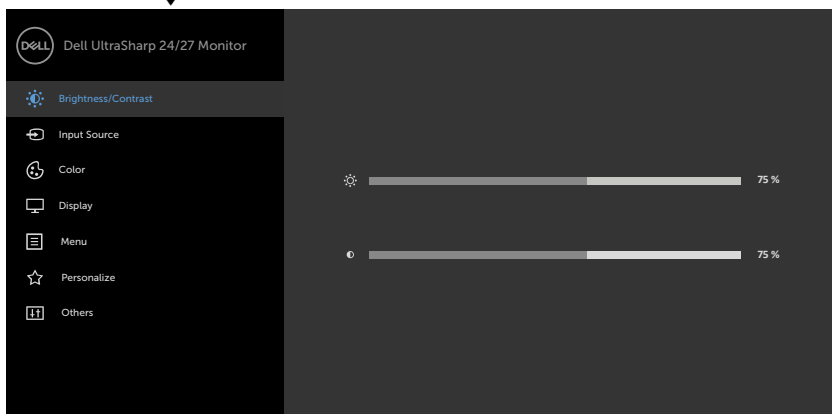 DELL
Dell UltraSharp 24/27 Monitor
Brightness/Contrast
Input Source
Color
75 %
Display
Menu
75 %
Personalize
Others